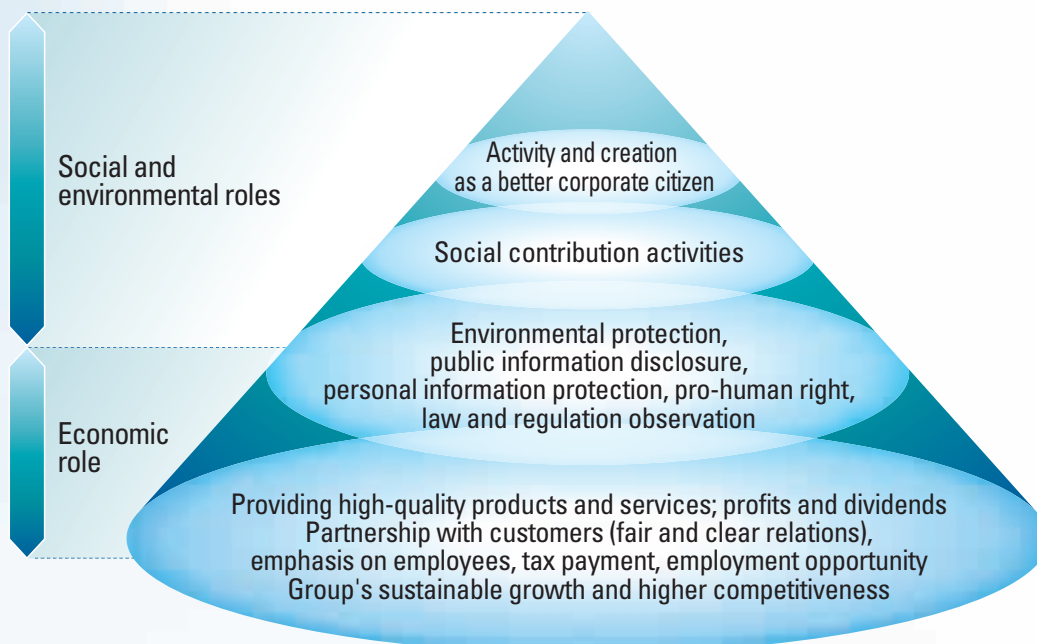 Social and
environmental roles
Economic
role
Activity and creation
as a better corporate citizen
Social contribution activities
Environmental protection,
public information disclosure,
personal information protection, pro-human right,
law and regulation observation
Providing high-quality products and services; profits and dividends
Partnership with customers (fair and clear relations),
emphasis on employees, tax payment, employment opportunity
Group's sustainable growth and higher competitiveness